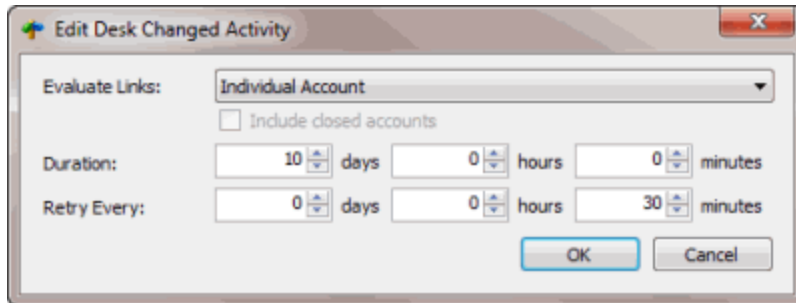 Edit Desk Changed Activity
Evaluate Links: Individual Account
Include closed accounts
Duration: 10 days 0 hours 0 minutes
Retry Every: 0 days 0 hours 30 minutes
OK Cancel